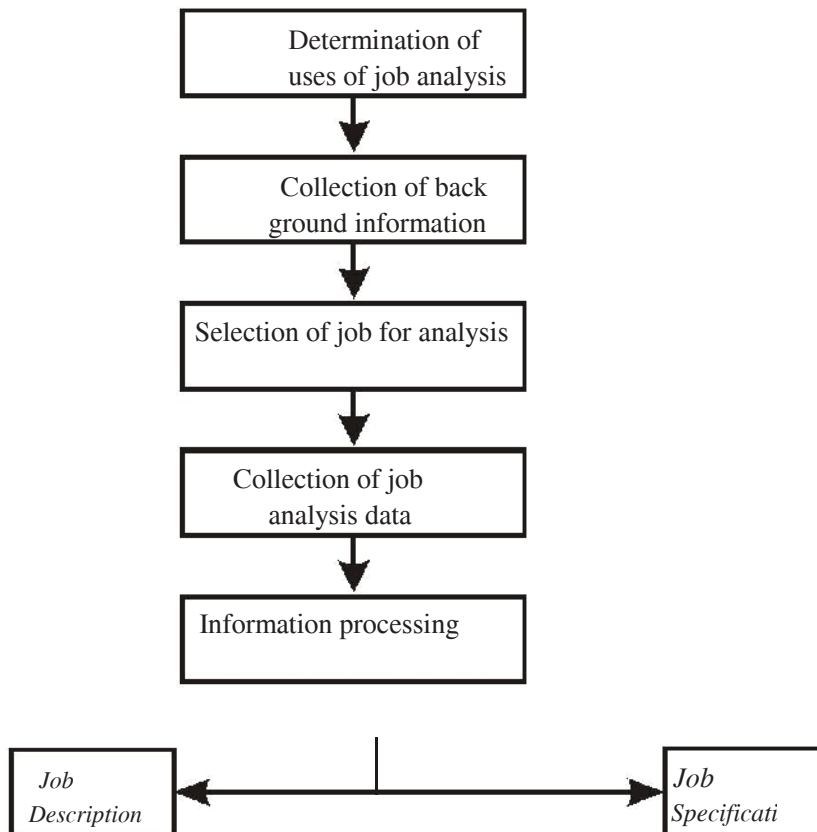 Determination of
uses of job analysis
Collection of back
ground information
Selection of job for analysis
Collection of job
analysis data
Information processing
Job
Description
Job
Specificati